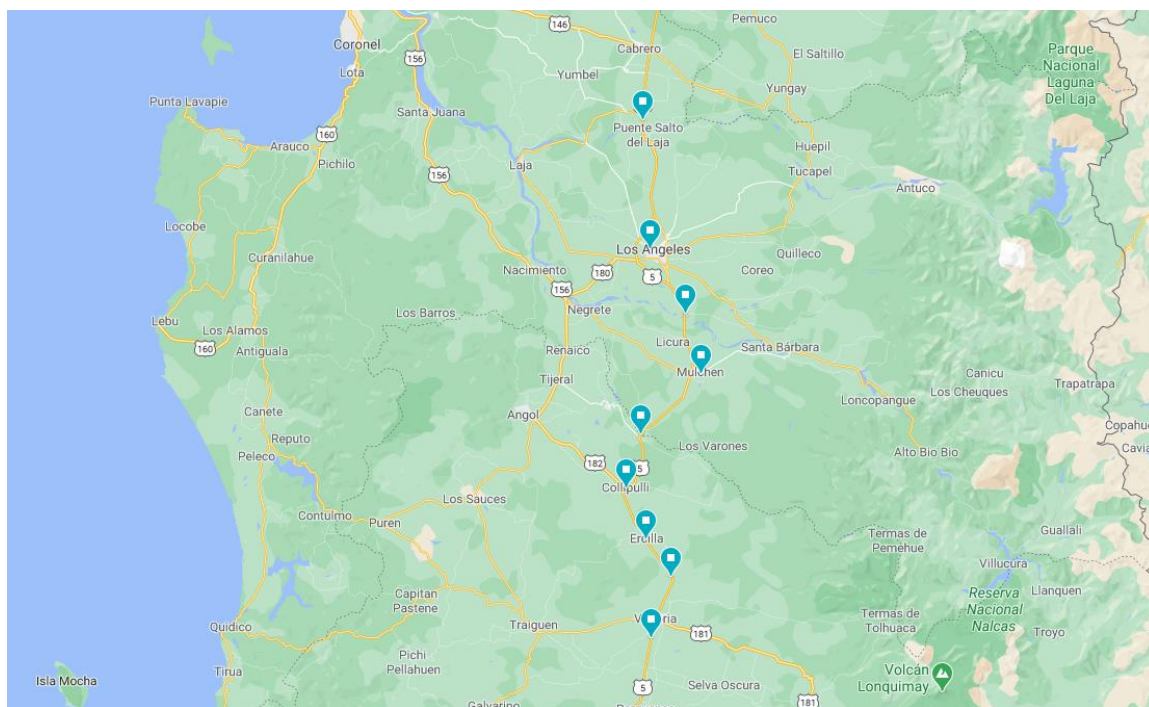 Pemuco
146
Coronel
Cabrero
El Saltillo
Parque
Nacional
Laguna
Del Laja
156
Lota
Yumbel
Yungay
Punta Lavapie
Santa Juana
Puente Salto
del Laja
160
Arauco
Pichilo
Huepil
Laja
Tucapel
156
Antuco
Locobe
Los Angeles
Quilleco
Curanilahue
Nacimiento
180
5
Coreo
156
Negrete
Los Barros
Lebu
Los Alamos
Licura
Santa Bárbara
160
Antiguala
Renaico
Mulchen
Canicu
Tijeral
Trapatrapa
Los Cheuques
Loncopangue
Canete
Angol
Reputo
Los Varones
Alto Bio Bio
Copahu
Peleco
Cavia
182
5
Collipulli
Los Sauces
Contulmo
Puren
Guallali
Ercilla
Termas de
Pemehue
Villucura
Llanquen
Capitan
Pastene
Reserva
Nacional
Nalcas
Termas de
Tolhuaca
Traiguen
Victoria
Quidico
181
Troyo
Pichi
Pellahuen
Tirua
Volcán
Lonquimay
Isla Mocha
5
Selva Oscura
181
Galvarino